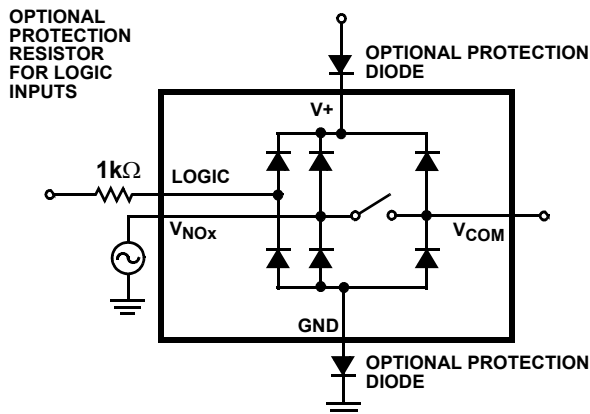 OPTIONAL
PROTECTION
RESISTOR
FOR LOGIC
INPUTS
OPTIONAL PROTECTION
DIODE
V+
1kΩ
LOGIC
VNOx
VCOM
GND
OPTIONAL PROTECTION
DIODE